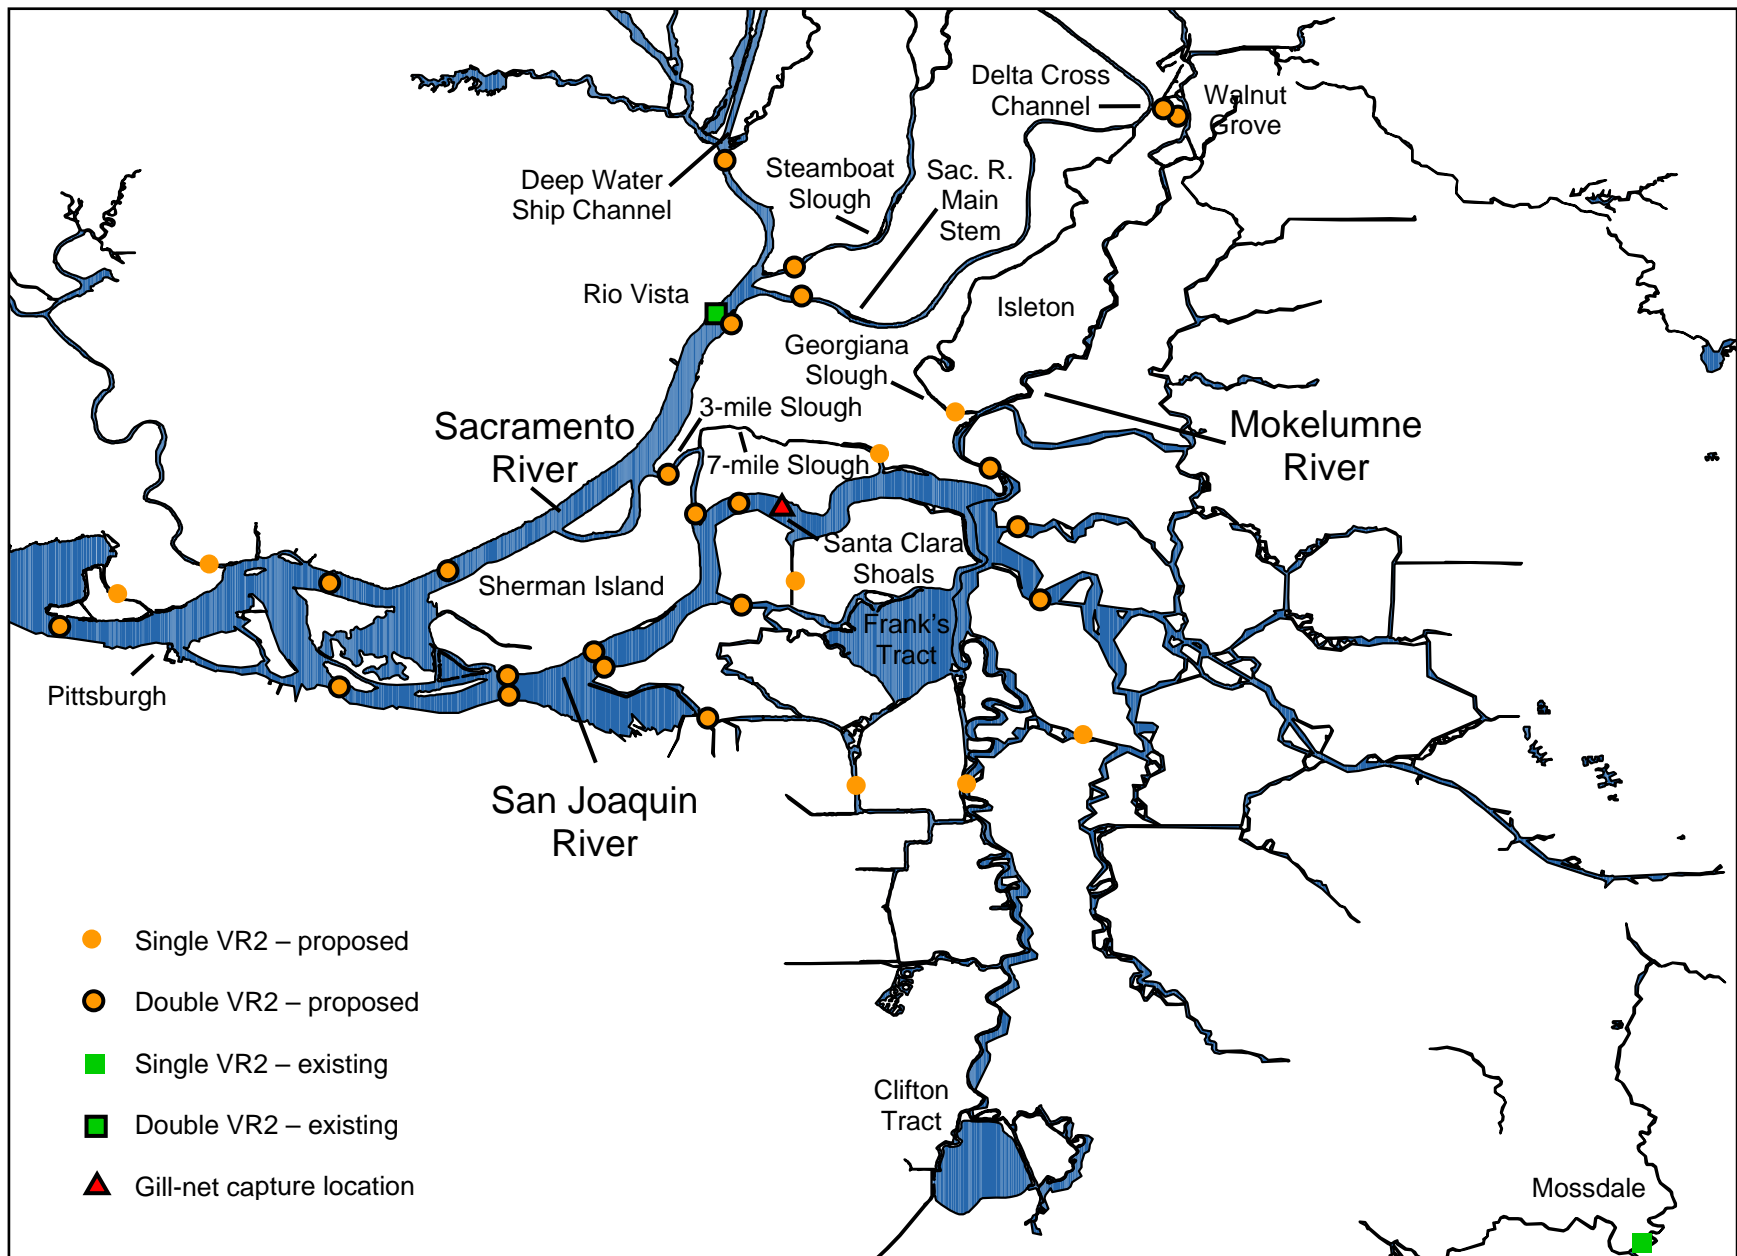 Delta Cross
Channel
Walnut
Grove
Deep Water
Ship Channel
Steamboat
Slough
Sac. R.
Main
Stem
Rio Vista
Isleton
Georgiana
Slough
3-mile Slough
Sacramento
River
7-mile Slough
Mokelumne
River
Santa Clara
Shoals
Sherman Island
Frank's
Tract
Pittsburgh
San Joaquin
River
Single VR2 – proposed
Double VR2 – proposed
Single VR2 – existing
Double VR2 – existing
Gill-net capture location
Clifton
Tract
Mossdale